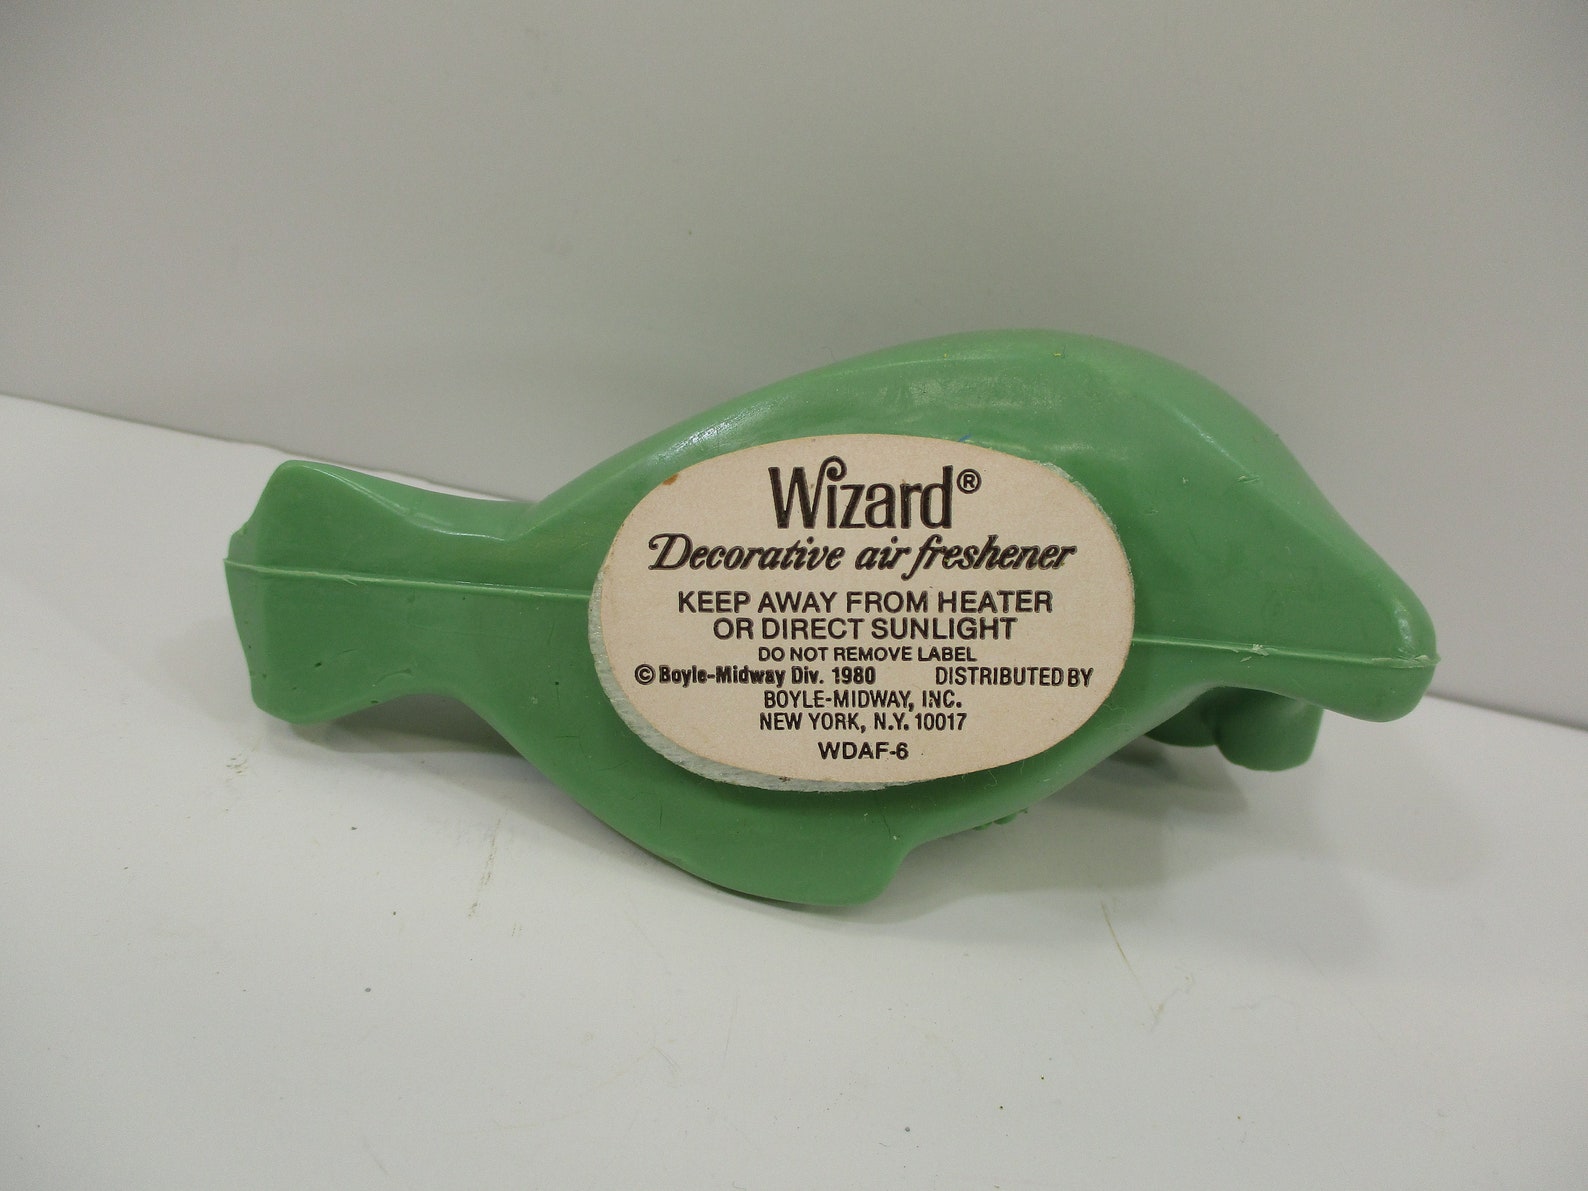 Wizard®
Decorative air freshener
KEEP AWAY FROM HEATER
OR DIRECT SUNLIGHT
DO NOT REMOVE LABEL
© Boyle-Midway Div. 1980 DISTRIBUTED BY
BOYLE-MIDWAY, INC.
NEW YORK, N.Y. 10017
WDAF-6